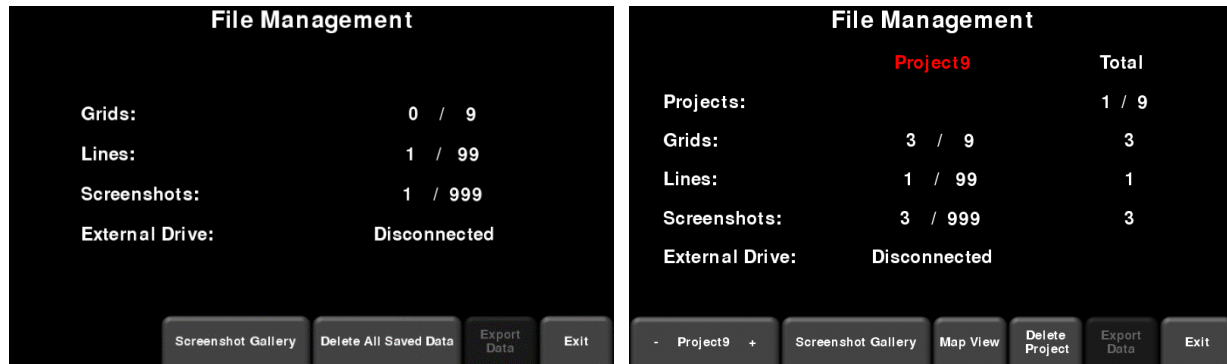 File Management
Grids: 0 / 9
Lines: 1 / 99
Screenshots: 1 / 999
External Drive: Disconnected
Screenshot Gallery Delete All Saved Data Export Data Exit
File Management
Project9 Total
Projects: 1 / 9
Grids: 3 / 9 3
Lines: 1 / 99 1
Screenshots: 3 / 999 3
External Drive: Disconnected
- Project9 + Screenshot Gallery Map View Delete Project Export Data Exit